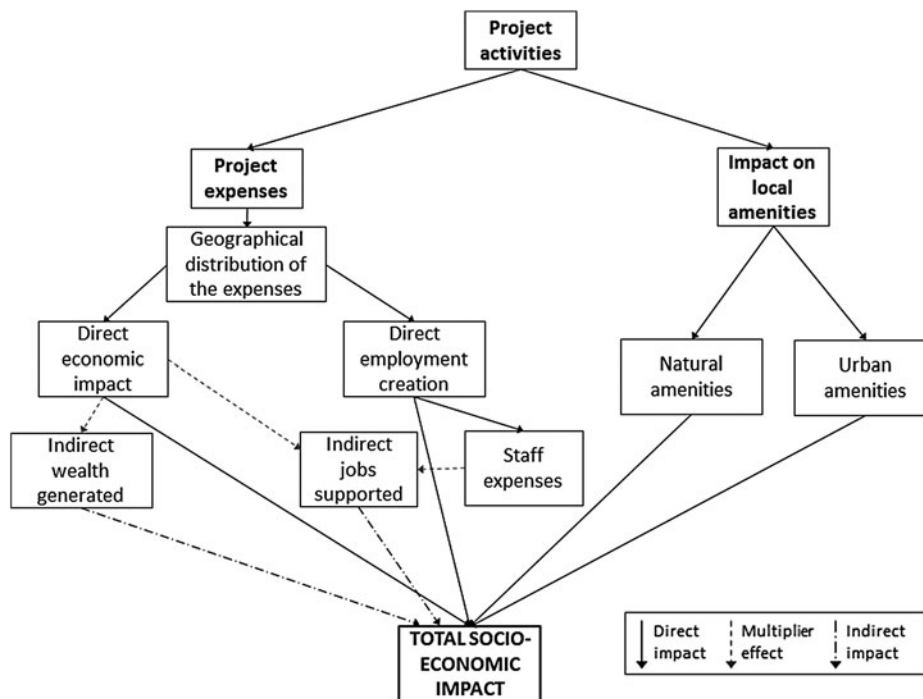 Project
activities
Project
expenses
Impact on
local
amenities
Geographical
distribution of
the expenses
Direct
economic
impact
Direct
employment
creation
Natural
amenities
Urban
amenities
Indirect
wealth
generated
Indirect
jobs
supported
Staff
expenses
TOTAL SOCIO-
ECONOMIC
IMPACT
Direct
impact
Multiplier
effect
Indirect
impact